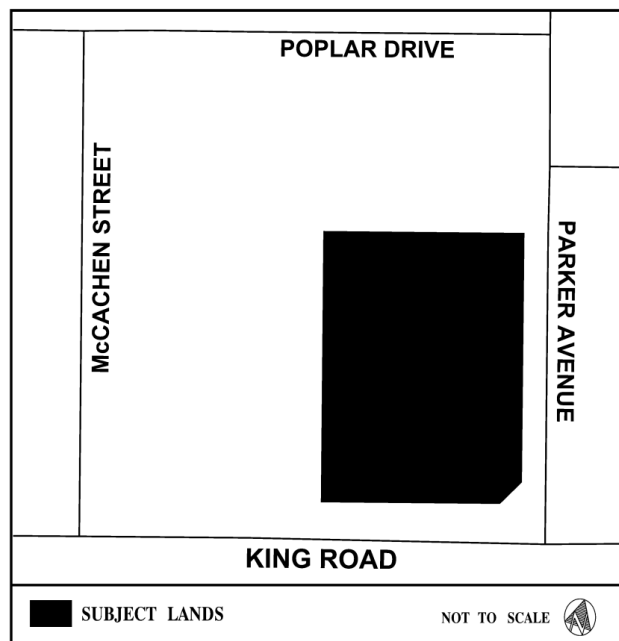 POPLAR DRIVE
McCACHEN STREET
PARKER AVENUE
KING ROAD
SUBJECT LANDS
NOT TO SCALE